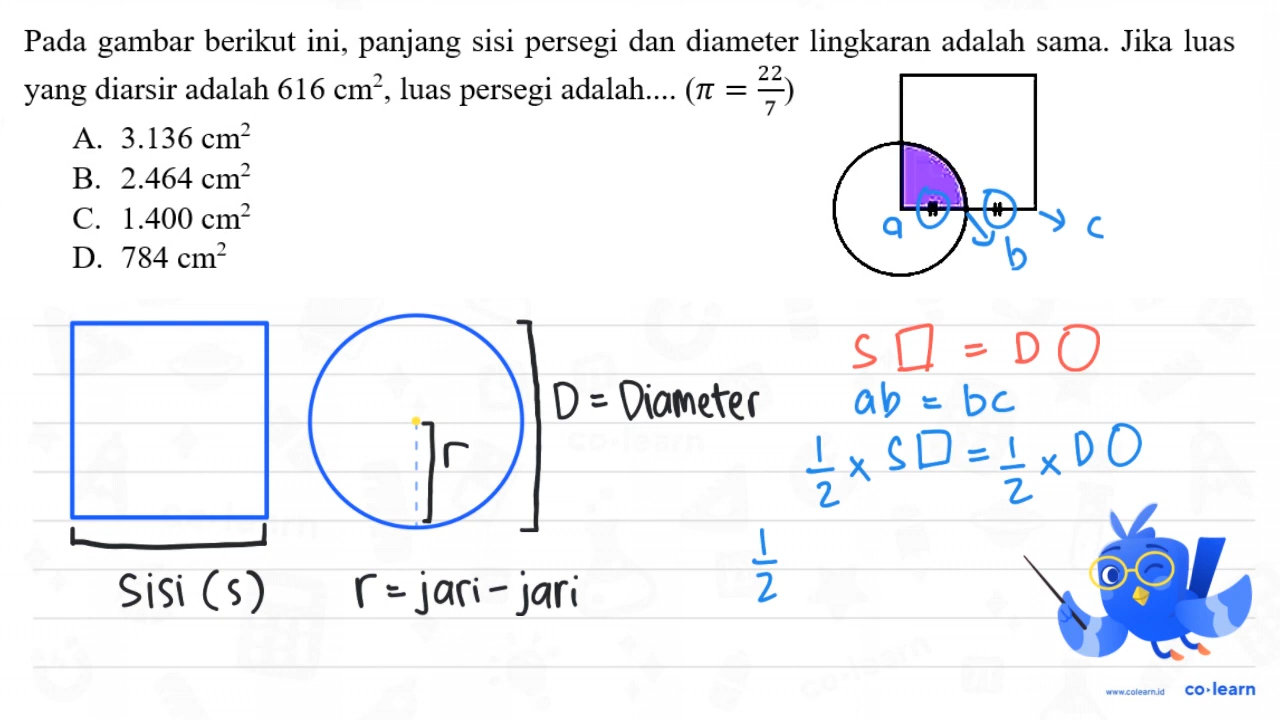 Pada gambar berikut ini, panjang sisi persegi dan diameter lingkaran adalah sama. Jika luas
yang diarsir adalah 616 cm², luas persegi adalah.... (π = 22/7)
A. 3.136 cm²
B. 2.464 cm²
C. 1.400 cm²
D. 784 cm²
a
b
c
S □ = D ○
D = Diameter
ab = bc
r
1/2 x S □ = 1/2 x D ○
1/2
Sisi (s)
r = jari - jari
www.colearn.id
co·learn